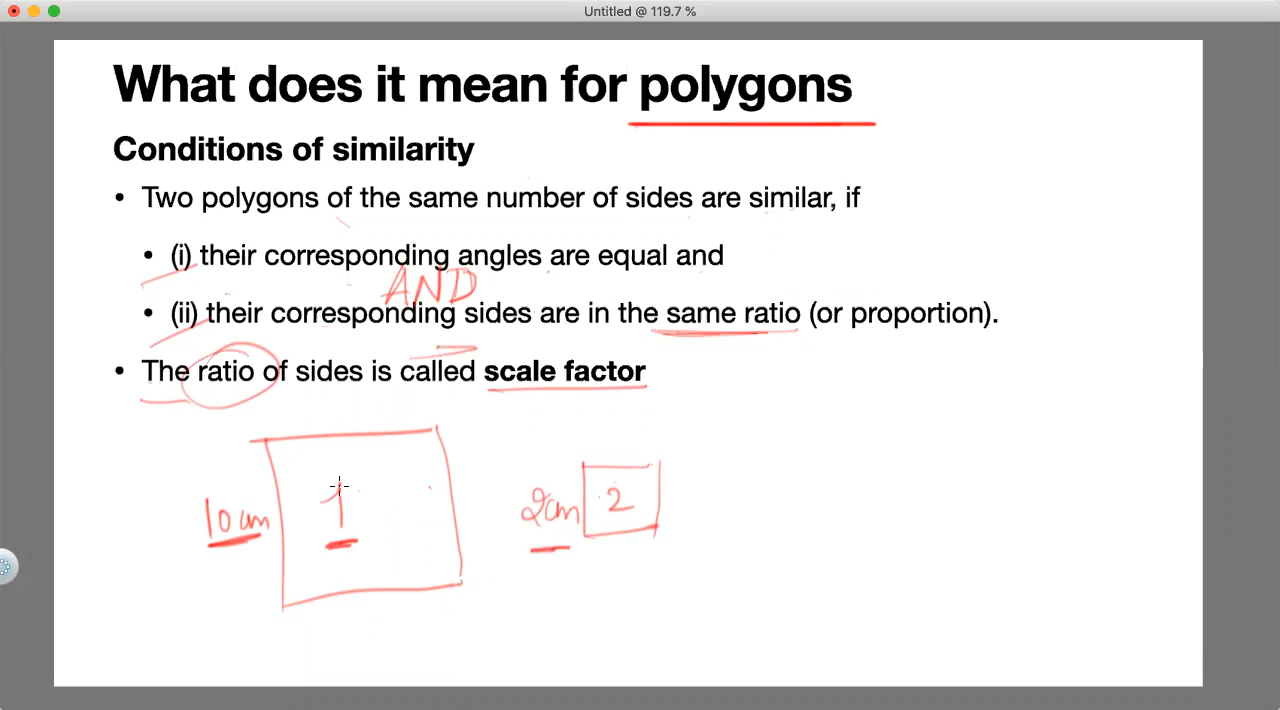 Untitled @ 119.7 %
What does it mean for polygons
Conditions of similarity
• Two polygons of the same number of sides are similar, if
• (i) their corresponding angles are equal and
AND
• (ii) their corresponding sides are in the same ratio (or proportion).
• The ratio of sides is called scale factor
10 cm 1 2cm 2